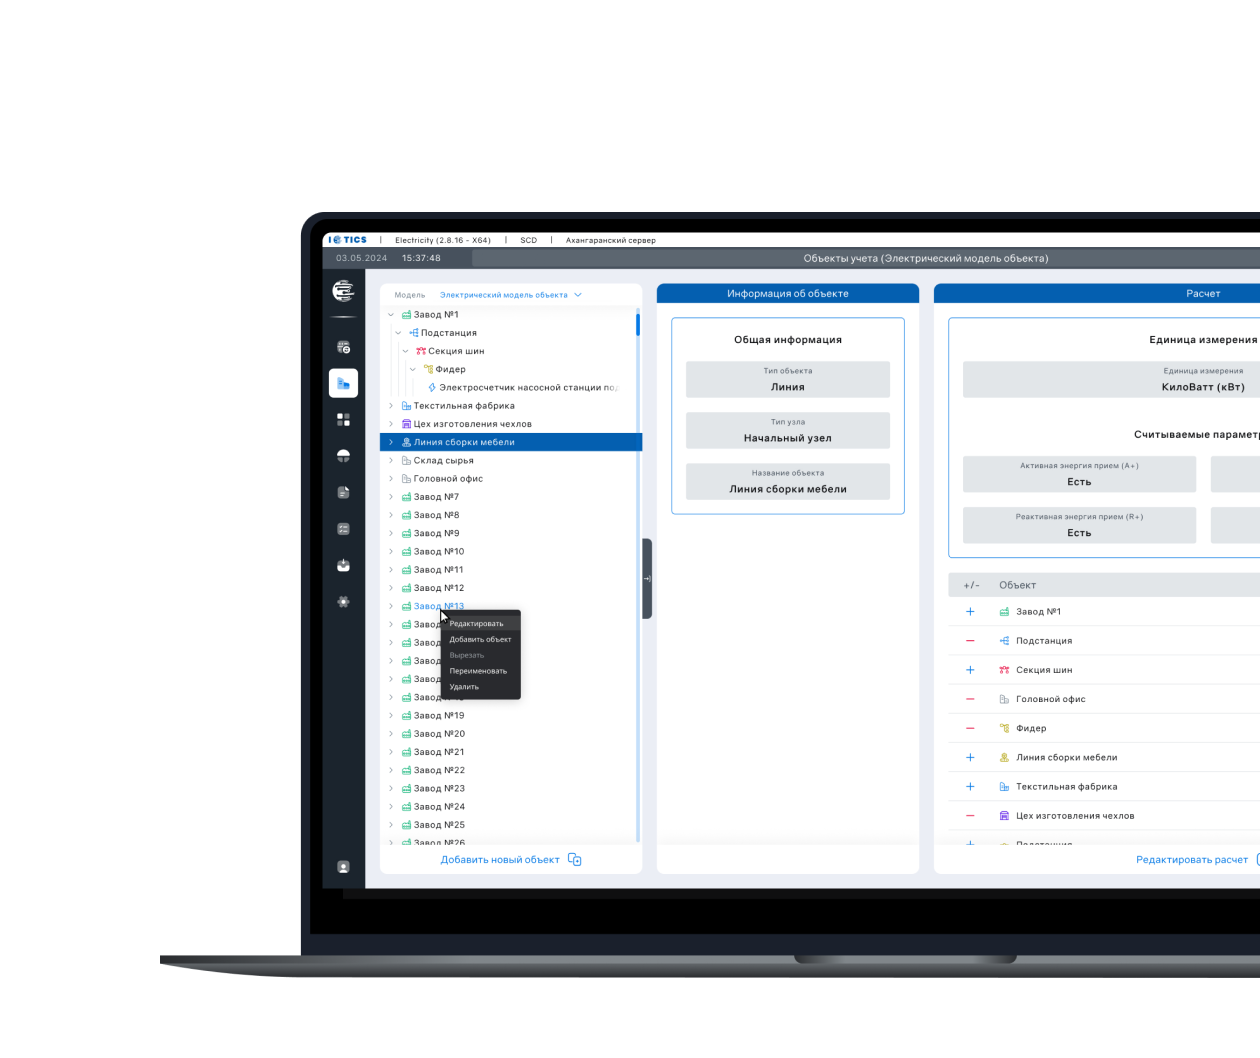 IOTICS | Electricity (2.8.16 - X64) | SCD | Ахангаранский сервер
03.05.2024 15:37:48 Объекты учета (Электрический модель объекта)
Модель Электрический модель объекта
Завод №1
Подстанция
Секция шин
Фидер
Электросчетчик насосной станции под
Текстильная фабрика
Цех изготовления чехлов
Линия сборки мебели
Склад сырья
Головной офис
Завод №7
Завод №8
Завод №9
Завод №10
Завод №11
Завод №12
Завод №13
Завод
Завод
Завод
Завод
Завод
Завод №19
Завод №20
Завод №21
Завод №22
Завод №23
Завод №24
Завод №25
Завод №26
Добавить новый объект
Редактировать
Добавить объект
Вырезать
Переименовать
Удалить
Информация об объекте
Общая информация
Тип объекта
Линия
Тип узла
Начальный узел
Название объекта
Линия сборки мебели
Расчет
Единица измерения
Единица измерения
КилоВатт (кВт)
Считываемые парамет
Активная энергия прием (A+)
Есть
Реактивная энергия прием (R+)
Есть
+/- Объект
+ Завод №1
− Подстанция
+ Секция шин
− Головной офис
− Фидер
+ Линия сборки мебели
+ Текстильная фабрика
− Цех изготовления чехлов
+ Подстанция
Редактировать расчет